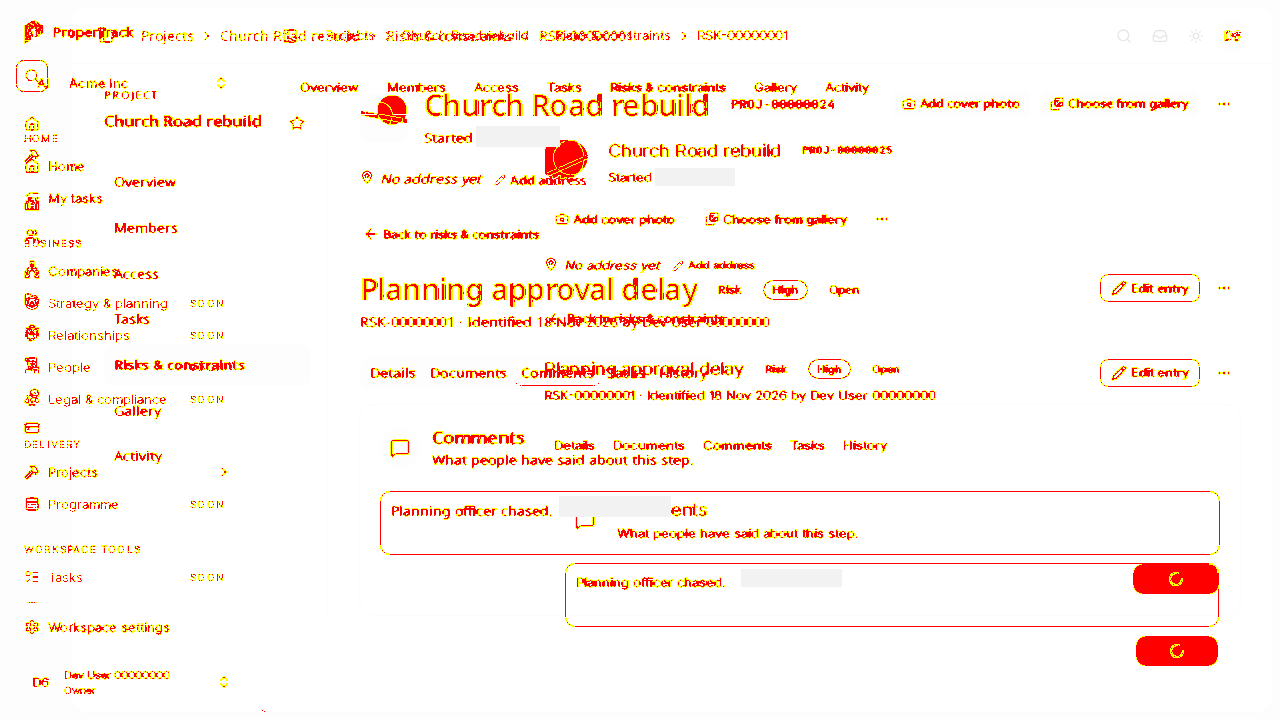 ProperTrack
Projects > Church Road rebuild > Risks & constraints > RSK-00000001
Acme Inc
Overview Members Access Tasks Risks & constraints Gallery Activity
PROJECT
Church Road rebuild PROJ-00000024 Add cover photo Choose from gallery ...
Church Road rebuild
Started
HOME
Church Road rebuild PROJ-00000025
Home
Started
No address yet Add address
Overview
My tasks
Add cover photo Choose from gallery ...
Members
Back to risks & constraints
BUSINESS
No address yet Add address
Companies
Access
Planning approval delay Risk High Open Edit entry ...
Strategy & planning SOON
Tasks
Back to risks & constraints
RSK-00000001 · Identified 18 Nov 2026 by Dev User 00000000
Relationships SOON
People
Risks & constraints
Planning approval delay Risk High Open
Details Documents Comments Tasks History Edit entry ...
RSK-00000001 · Identified 18 Nov 2026 by Dev User 00000000
Legal & compliance SOON
Gallery
DELIVERY
Comments
Details Documents Comments Tasks History
Activity
What people have said about this step.
Projects
Programme SOON
Planning officer chased.
ents
What people have said about this step.
WORKSPACE TOOLS
Tasks SOON
Planning officer chased.
Workspace settings
D6 Dev User 00000000
Owner